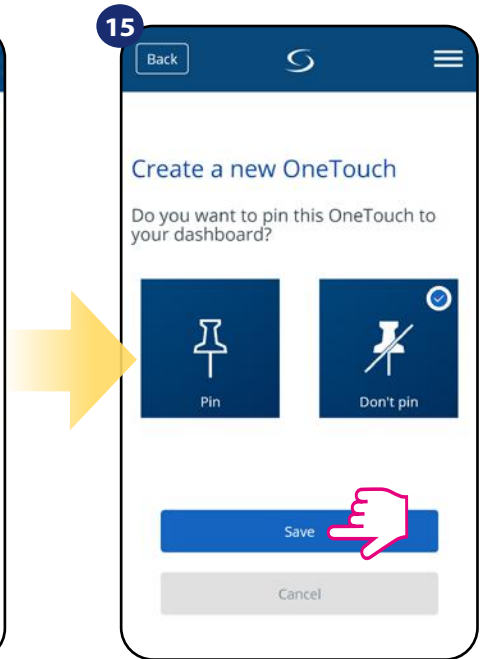 15
Back
Create a new OneTouch
Do you want to pin this OneTouch to
your dashboard?
Pin
Don't pin
Save
Cancel